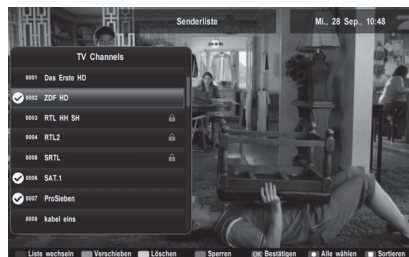 Senderliste
Mi., 28 Sep., 10:48
TV Channels
0001 Das Erste HD
0002 ZDF HD
0003 RTL HH SH
0004 RTL2
0005 SRTL
0006 SAT.1
0007 ProSieben
0008 kabel eins
Liste wechseln Verschieben Löschen Sperren OK Bestätigen Alle wählen Sortieren